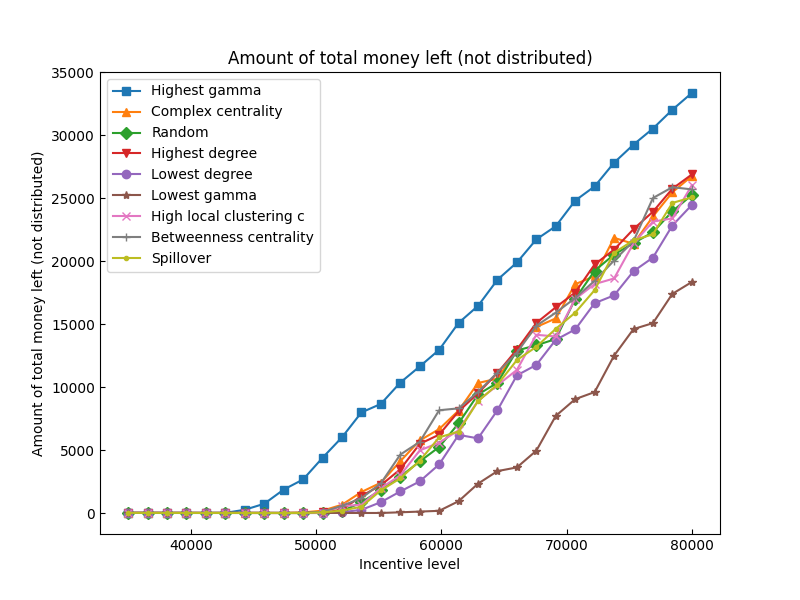 Amount of total money left (not distributed)
Amount of total money left (not distributed)
35000
30000
25000
20000
15000
10000
5000
0
Highest gamma
Complex centrality
Random
Highest degree
Lowest degree
Lowest gamma
High local clustering c
Betweenness centrality
Spillover
40000 50000 60000 70000 80000
Incentive level